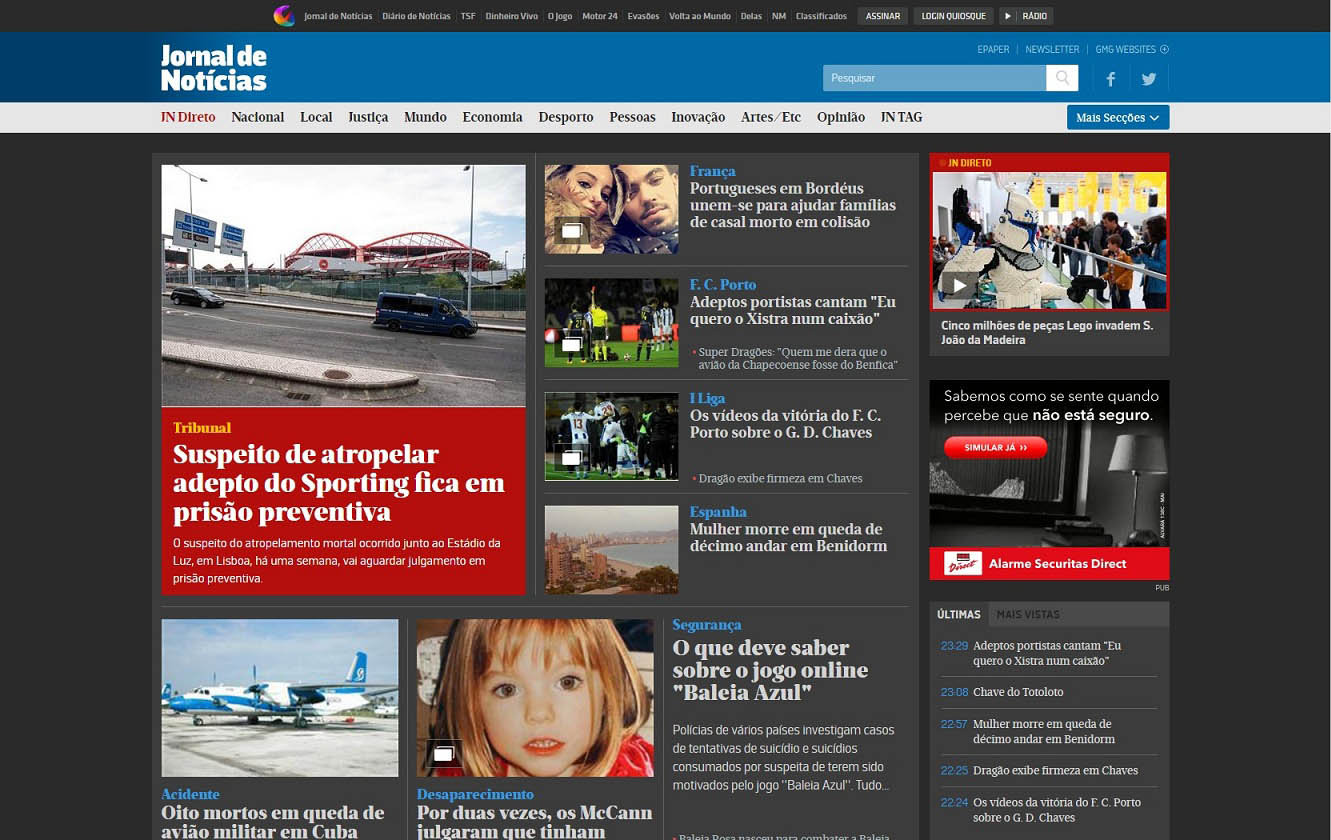 Jornal de Notícias
Diário de Notícias
TSF
Dinheiro Vivo
O Jogo
Motor 24
Evasões
Volta ao Mundo
Delas
NM
Classificados
ASSINAR
LOGIN QUIOSQUE
RÁDIO
Jornal de
Notícias
EPAPER
NEWSLETTER
GMG WEBSITES
Pesquisar
JN Direto
Nacional
Local
Justiça
Mundo
Economia
Desporto
Pessoas
Inovação
Artes/Etc
Opinião
JN TAG
Mais Secções
Tribunal
Suspeito de atropelar
adepto do Sporting fica em
prisão preventiva
O suspeito do atropelamento mortal ocorrido junto ao Estádio da
Luz, em Lisboa, há uma semana, vai aguardar julgamento em
prisão preventiva.
França
Portugueses em Bordéus
unem-se para ajudar famílias
de casal morto em colisão
F. C. Porto
Adeptos portistas cantam "Eu
quero o Xistra num caixão"
• Super Dragões: "Quem me dera que o
avião da Chapecoense fosse do Benfica"
I Liga
Os vídeos da vitória do F. C.
Porto sobre o G. D. Chaves
• Dragão exibe firmeza em Chaves
Espanha
Mulher morre em queda de
décimo andar em Benidorm
JN DIRETO
Cinco milhões de peças Lego invadem S.
João da Madeira
Sabemos como se sente quando
percebe que não está seguro.
SIMULAR JÁ
Direct
Alarme Securitas Direct
PUB
ÚLTIMAS
MAIS VISTAS
23:29 Adeptos portistas cantam "Eu
quero o Xistra num caixão"
23:08 Chave do Totoloto
22:57 Mulher morre em queda de
décimo andar em Benidorm
22:25 Dragão exibe firmeza em Chaves
22:24 Os vídeos da vitória do F. C. Porto
sobre o G. D. Chaves
Acidente
Oito mortos em queda de
avião militar em Cuba
Desaparecimento
Por duas vezes, os McCann
julgaram que tinham
Segurança
O que deve saber
sobre o jogo online
"Baleia Azul"
Polícias de vários países investigam casos
de tentativas de suicídio e suicídios
consumados por suspeita de terem sido
motivados pelo jogo "Baleia Azul". Tudo...
• Baleia Rosa nasceu para combater a Baleia